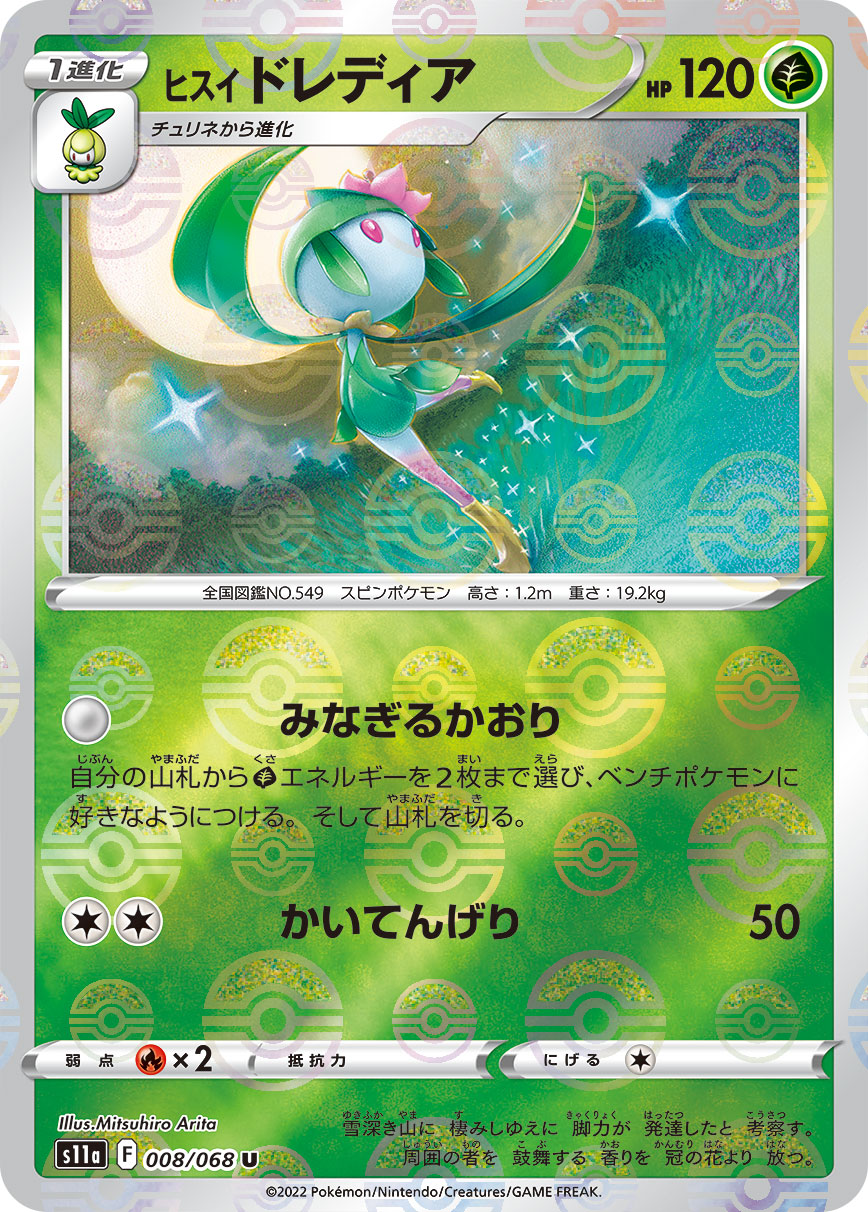 1進化
ヒスイドレディア
HP 120
チュリネから進化
全国図鑑NO.549 スピンポケモン 高さ:1.2m 重さ:19.2kg
みなぎるかおり
自分の山札からエネルギーを2枚まで選び、ベンチポケモンに
好きなようにつける。そして山札を切る。
かいてんげり 50
弱点 ×2 抵抗力 にげる
Illus.Mitsuhiro Arita
雪深き山に 棲みしゆえに 脚力が 発達したと 考察す。
周囲の者を 鼓舞する 香りを 冠の花より 放つ。
s11a F 008/068 U
©2022 Pokémon/Nintendo/Creatures/GAME FREAK.